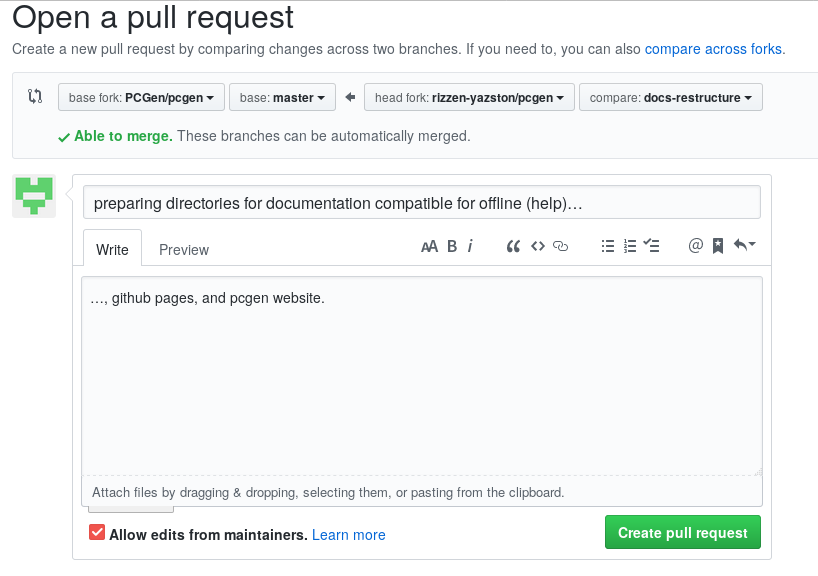 Open a pull request
Create a new pull request by comparing changes across two branches. If you need to, you can also compare across forks.
base fork: PCGen/pcgen base: master head fork: rizzen-yazston/pcgen compare: docs-restructure
Able to merge. These branches can be automatically merged.
preparing directories for documentation compatible for offline (help)…
Write Preview AA B i
…, github pages, and pcgen website.
Attach files by dragging & dropping, selecting them, or pasting from the clipboard.
Allow edits from maintainers. Learn more Create pull request